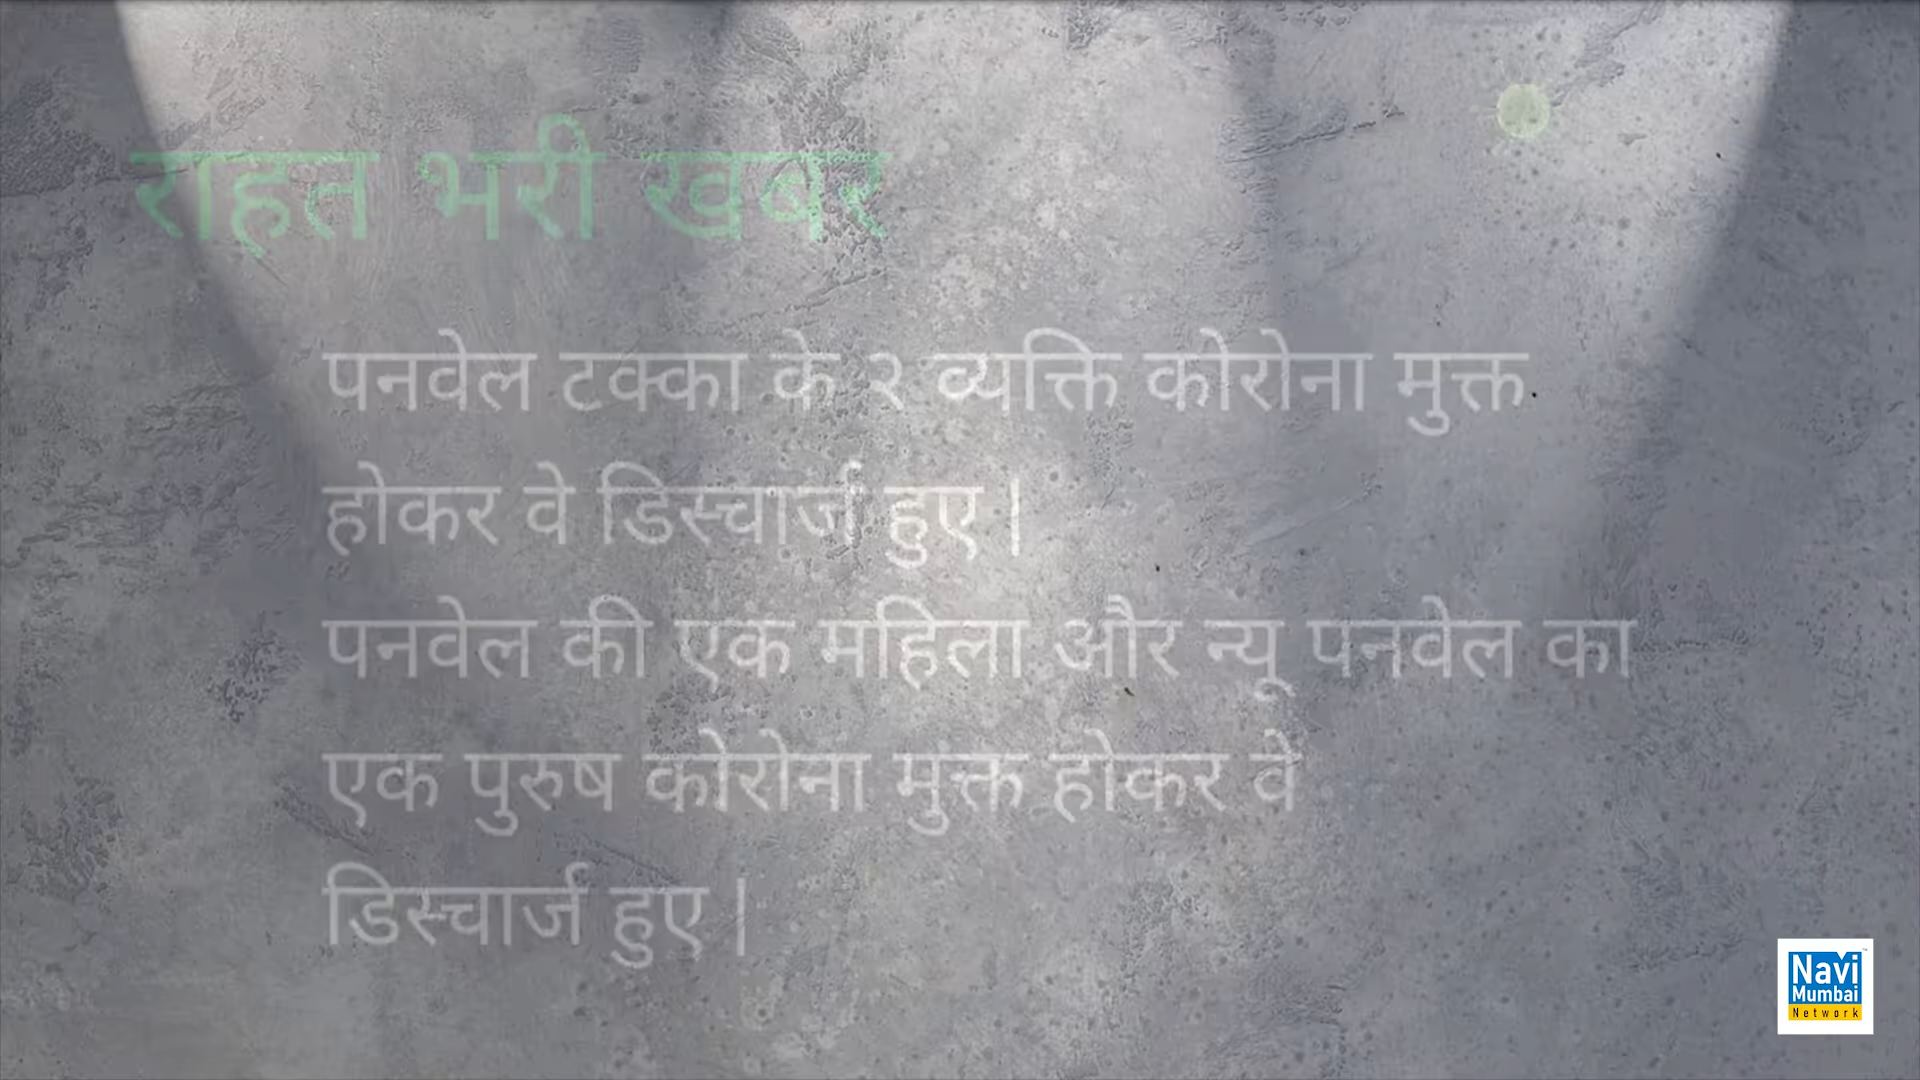 राहत भरी खबर
पनवेल टक्का के २ व्यक्ति कोरोना मुक्त
होकर वे डिस्चार्ज हुए |
पनवेल की एक महिला और न्यू पनवेल का
एक पुरुष कोरोना मुक्त होकर वे
डिस्चार्ज हुए |
Navi
Mumbai
Network